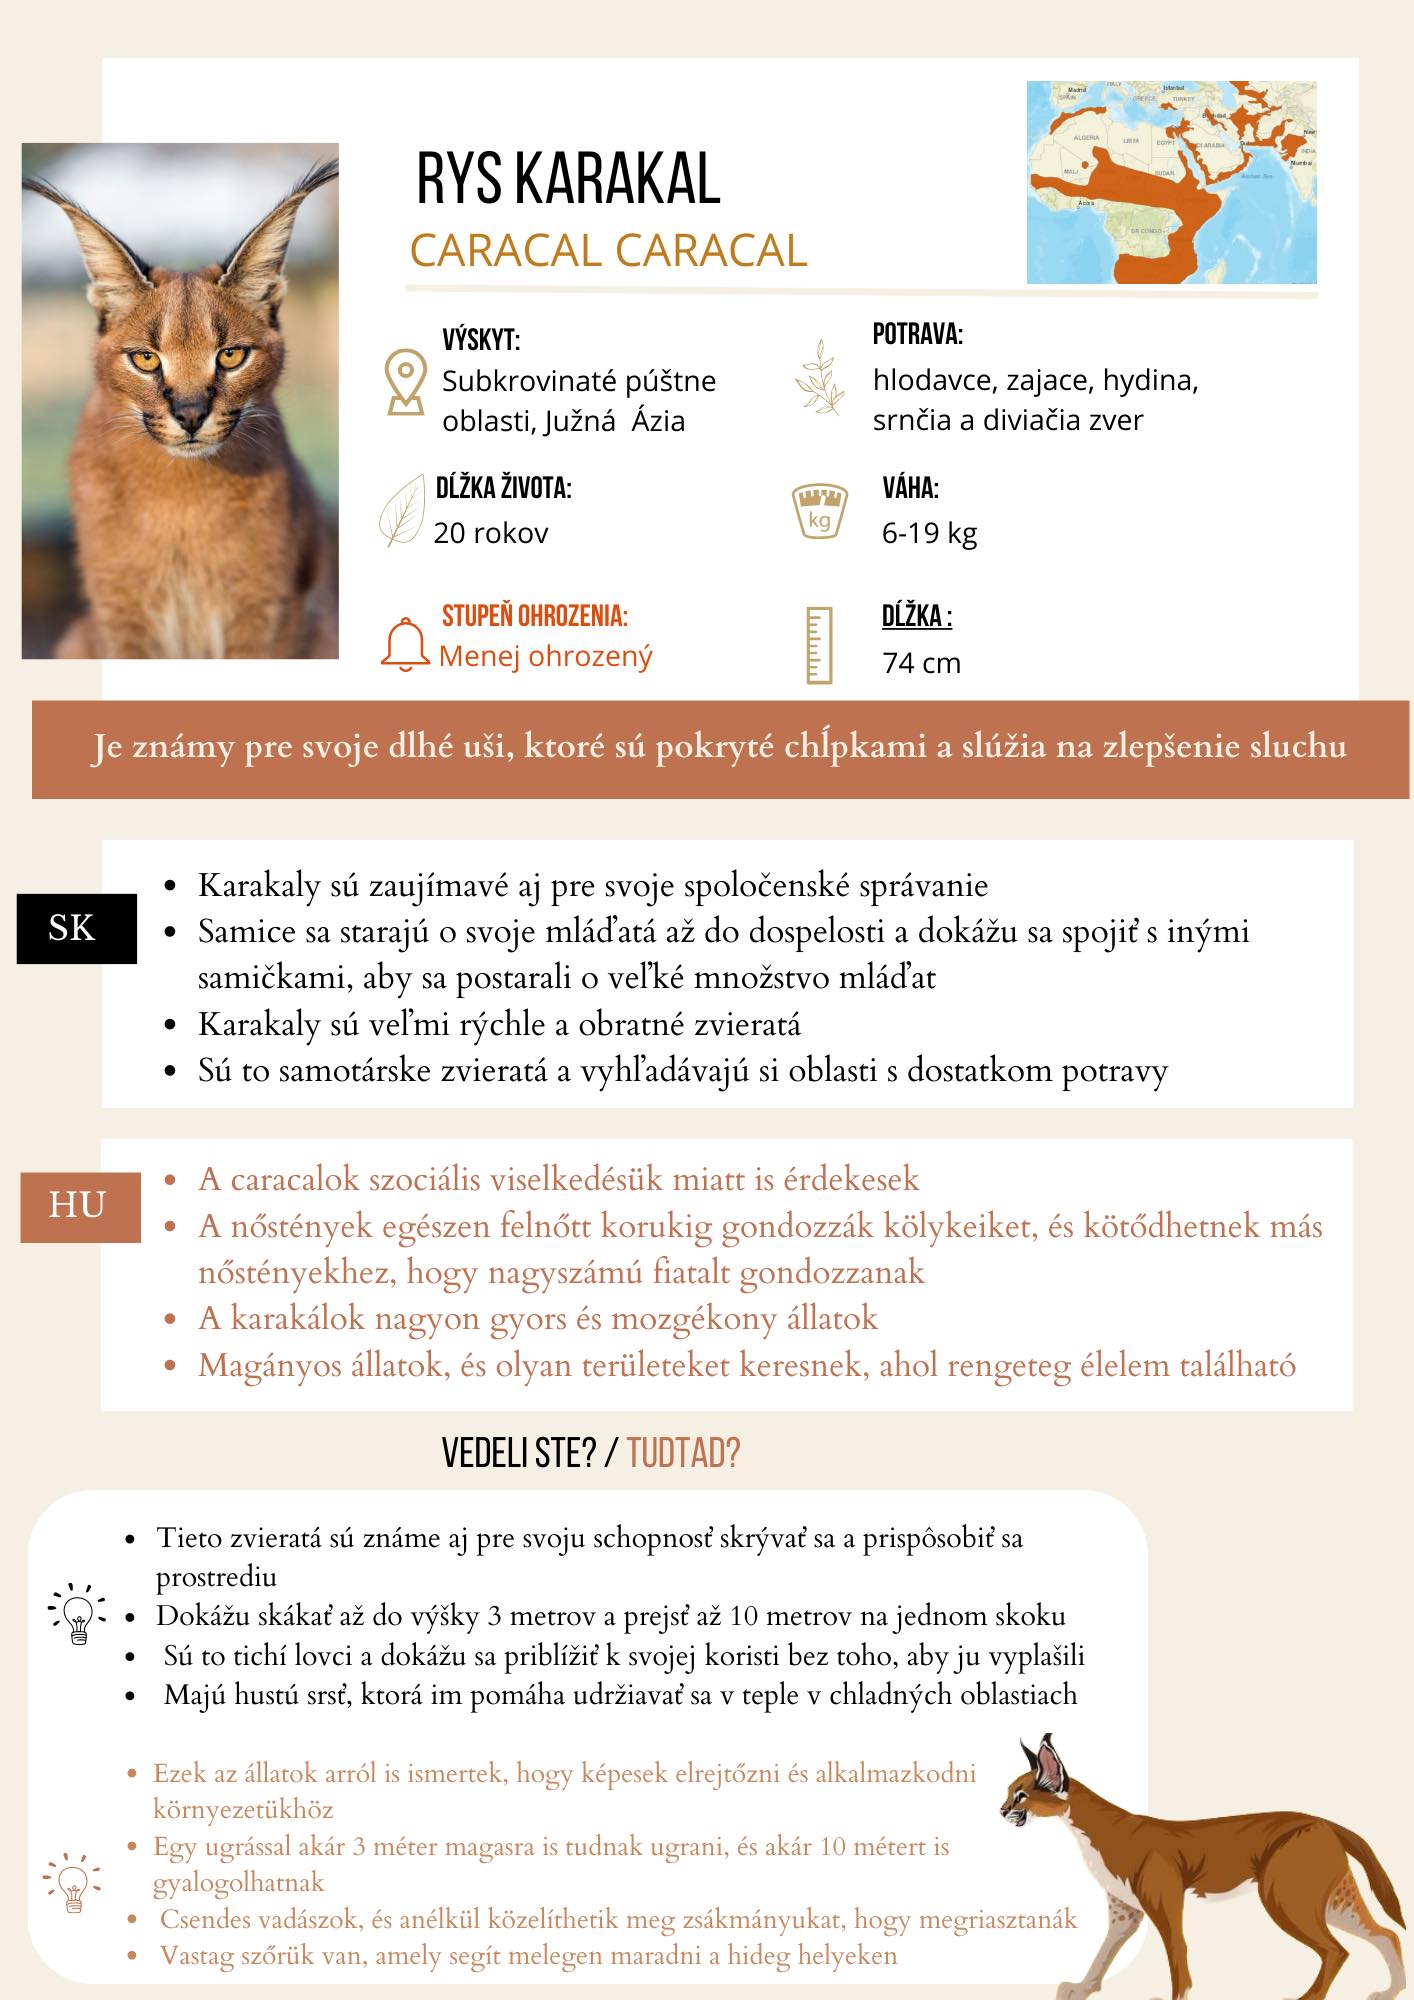 RYS KARAKAL
CARACAL CARACAL
Madrid
SPAIN
ITALY
Istanbul
GREECE
TURKEY
Baghdad
ALGERIA
LIBYA
EGYPT
DI ARABIA
New
INDIA
MALI
SUDAN
Mumbai
Arabian Sea
Accra
DR CONGO
VÝSKYT:
Subkrovinaté púštne
oblasti, Južná Ázia
POTRAVA:
hlodavce, zajace, hydina,
srnčia a diviačia zver
DĹŽKA ŽIVOTA:
20 rokov
kg
VÁHA:
6-19 kg
STUPEŇ OHROZENIA:
Menej ohrozený
DĹŽKA :
74 cm
Je známy pre svoje dlhé uši, ktoré sú pokryté chĺpkami a slúžia na zlepšenie sluchu
SK
• Karakaly sú zaujímavé aj pre svoje spoločenské správanie
• Samice sa starajú o svoje mláďatá až do dospelosti a dokážu sa spojiť s inými
samičkami, aby sa postarali o veľké množstvo mláďat
• Karakaly sú veľmi rýchle a obratné zvieratá
• Sú to samotárske zvieratá a vyhľadávajú si oblasti s dostatkom potravy
HU
• A caracalok szociális viselkedésük miatt is érdekesek
• A nőstények egészen felnőtt korukig gondozzák kölykeiket, és kötődhetnek más
nőstényekhez, hogy nagyszámú fiatalt gondozzanak
• A karakálok nagyon gyors és mozgékony állatok
• Magányos állatok, és olyan területeket keresnek, ahol rengeteg élelem található
VEDELI STE? / TUDTAD?
• Tieto zvieratá sú známe aj pre svoju schopnosť skrývať sa a prispôsobiť sa
prostrediu
• Dokážu skákať až do výšky 3 metrov a prejsť až 10 metrov na jednom skoku
• Sú to tichí lovci a dokážu sa priblížiť k svojej koristi bez toho, aby ju vyplašili
• Majú hustú srsť, ktorá im pomáha udržiavať sa v teple v chladných oblastiach
• Ezek az állatok arról is ismertek, hogy képesek elrejtőzni és alkalmazkodni
környezetükhöz
• Egy ugrással akár 3 méter magasra is tudnak ugrani, és akár 10 métert is
gyalogolhatnak
• Csendes vadászok, és anélkül közelíthetik meg zsákmányukat, hogy megriasztanák
• Vastag szőrük van, amely segít melegen maradni a hideg helyeken